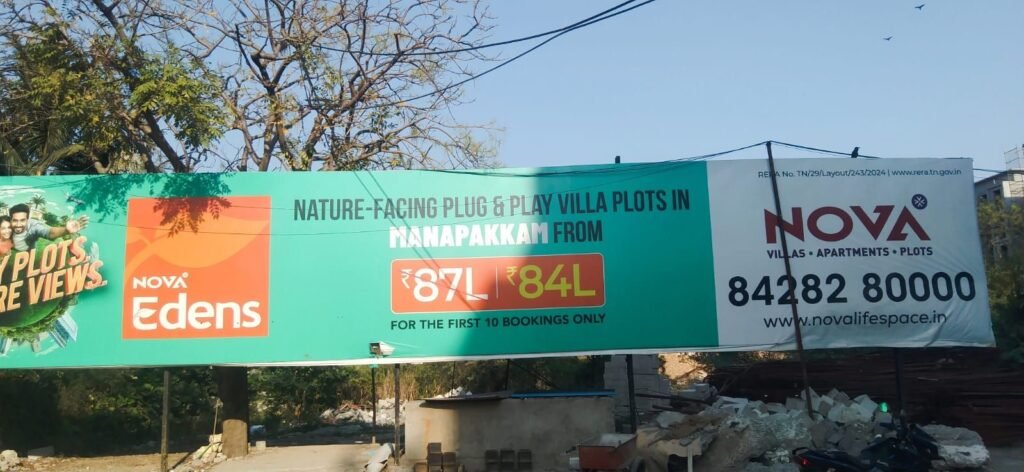 Y PLOTS,
RE VIEWS.
NOVA
Edens
NATURE-FACING PLUG & PLAY VILLA PLOTS IN
MANAPAKKAM FROM
₹87L | ₹84L
FOR THE FIRST 10 BOOKINGS ONLY
RERA No. TN/29/Layout/243/2024 | www.rera.tn.gov.in
NOVA
VILLAS • APARTMENTS • PLOTS
84282 80000
www.novalifespace.in